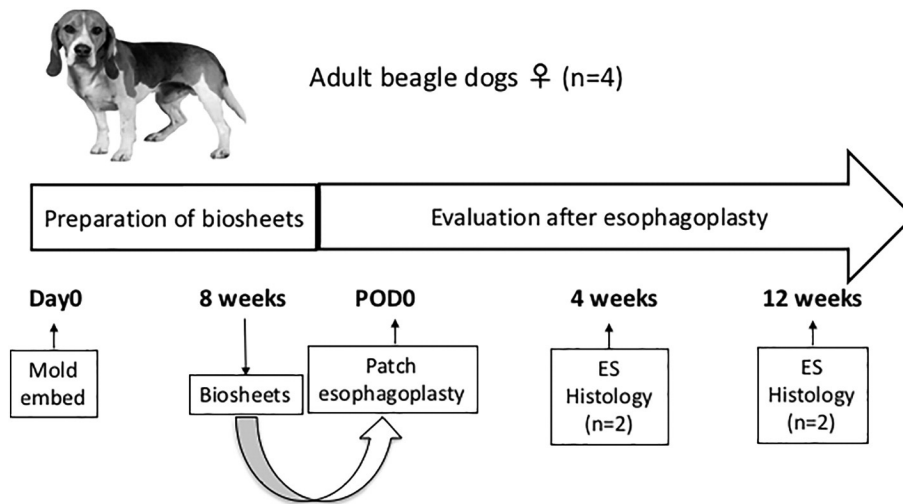 Adult beagle dogs ♀ (n=4)
Preparation of biosheets
Evaluation after esophagoplasty
Day0
8 weeks
POD0
4 weeks
12 weeks
Mold
embed
Biosheets
Patch
esophagoplasty
ES
Histology
(n=2)
ES
Histology
(n=2)